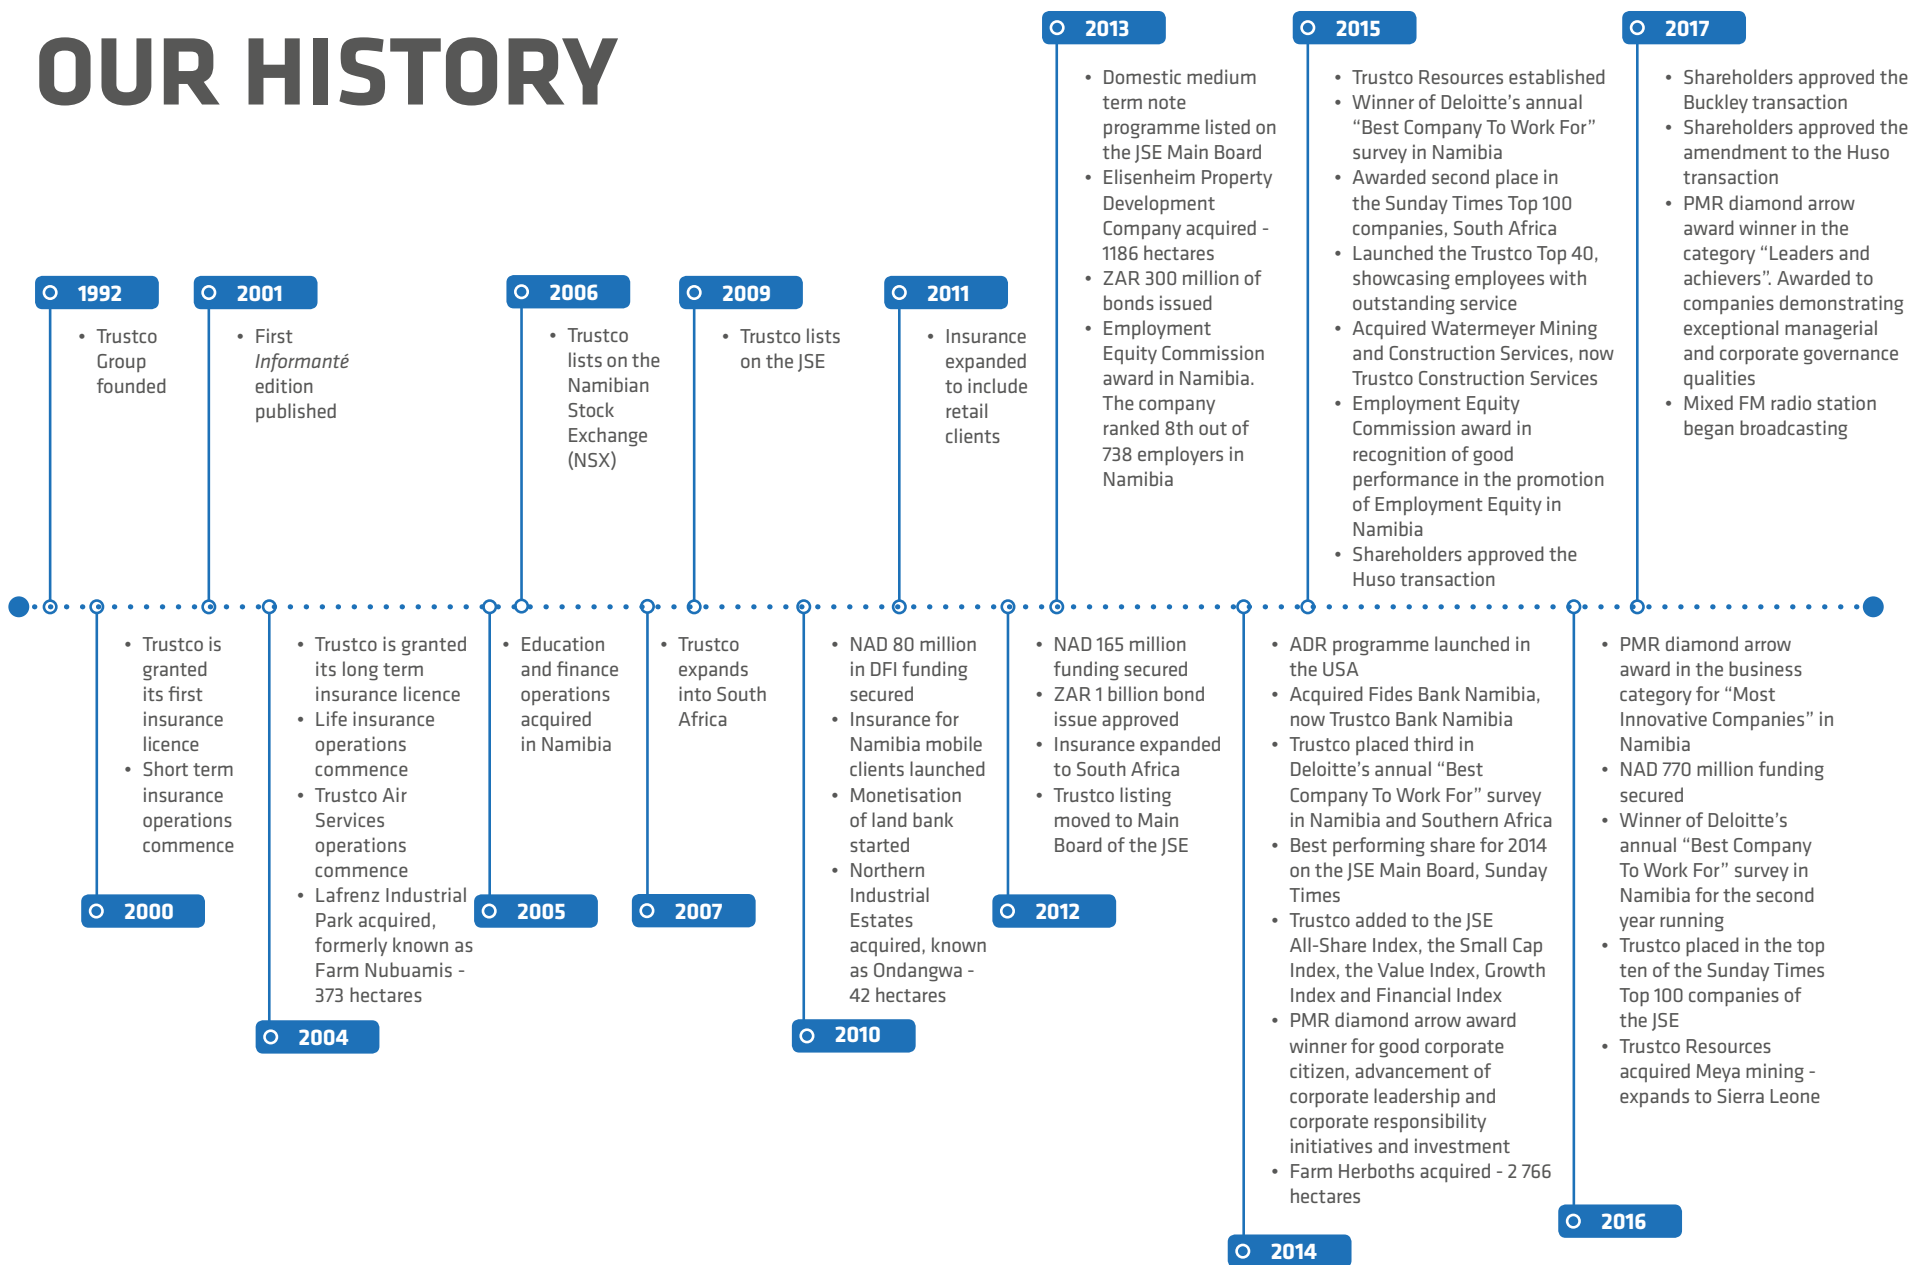 OUR HISTORY
1992
• Trustco
Group
founded
2000
• Trustco is
granted
its first
insurance
licence
• Short term
insurance
operations
commence
2001
• First
Informanté
edition
published
2004
• Trustco is granted
its long term
insurance licence
• Life insurance
operations
commence
• Trustco Air
Services
operations
commence
• Lafrenz Industrial
Park acquired,
formerly known as
Farm Nubuamis -
373 hectares
2005
• Education
and finance
operations
acquired
in Namibia
2006
• Trustco
lists on the
Namibian
Stock
Exchange
(NSX)
2007
• Trustco
expands
into South
Africa
2009
• Trustco lists
on the JSE
2010
• NAD 80 million
in DFI funding
secured
• Insurance for
Namibia mobile
clients launched
• Monetisation
of land bank
started
• Northern
Industrial
Estates
acquired, known
as Ondangwa -
42 hectares
2011
• Insurance
expanded
to include
retail
clients
2012
• NAD 165 million
funding secured
• ZAR 1 billion bond
issue approved
• Insurance expanded
to South Africa
• Trustco listing
moved to Main
Board of the JSE
2013
• Domestic medium
term note
programme listed on
the JSE Main Board
• Elisenheim Property
Development
Company acquired -
1186 hectares
• ZAR 300 million of
bonds issued
• Employment
Equity Commission
award in Namibia.
The company
ranked 8th out of
738 employers in
Namibia
2014
• ADR programme launched in
the USA
• Acquired Fides Bank Namibia,
now Trustco Bank Namibia
• Trustco placed third in
Deloitte’s annual “Best
Company To Work For” survey
in Namibia and Southern Africa
• Best performing share for 2014
on the JSE Main Board, Sunday
Times
• Trustco added to the JSE
All-Share Index, the Small Cap
Index, the Value Index, Growth
Index and Financial Index
• PMR diamond arrow award
winner for good corporate
citizen, advancement of
corporate leadership and
corporate responsibility
initiatives and investment
• Farm Herboths acquired - 2 766
hectares
2015
• Trustco Resources established
• Winner of Deloitte’s annual
“Best Company To Work For”
survey in Namibia
• Awarded second place in
the Sunday Times Top 100
companies, South Africa
• Launched the Trustco Top 40,
showcasing employees with
outstanding service
• Acquired Watermeyer Mining
and Construction Services, now
Trustco Construction Services
• Employment Equity
Commission award in
recognition of good
performance in the promotion
of Employment Equity in
Namibia
• Shareholders approved the
Huso transaction
2016
• PMR diamond arrow
award in the business
category for “Most
Innovative Companies” in
Namibia
• NAD 770 million funding
secured
• Winner of Deloitte’s
annual “Best Company
To Work For” survey in
Namibia for the second
year running
• Trustco placed in the top
ten of the Sunday Times
Top 100 companies of
the JSE
• Trustco Resources
acquired Meya mining -
expands to Sierra Leone
2017
• Shareholders approved the
Buckley transaction
• Shareholders approved the
amendment to the Huso
transaction
• PMR diamond arrow
award winner in the
category “Leaders and
achievers”. Awarded to
companies demonstrating
exceptional managerial
and corporate governance
qualities
• Mixed FM radio station
began broadcasting